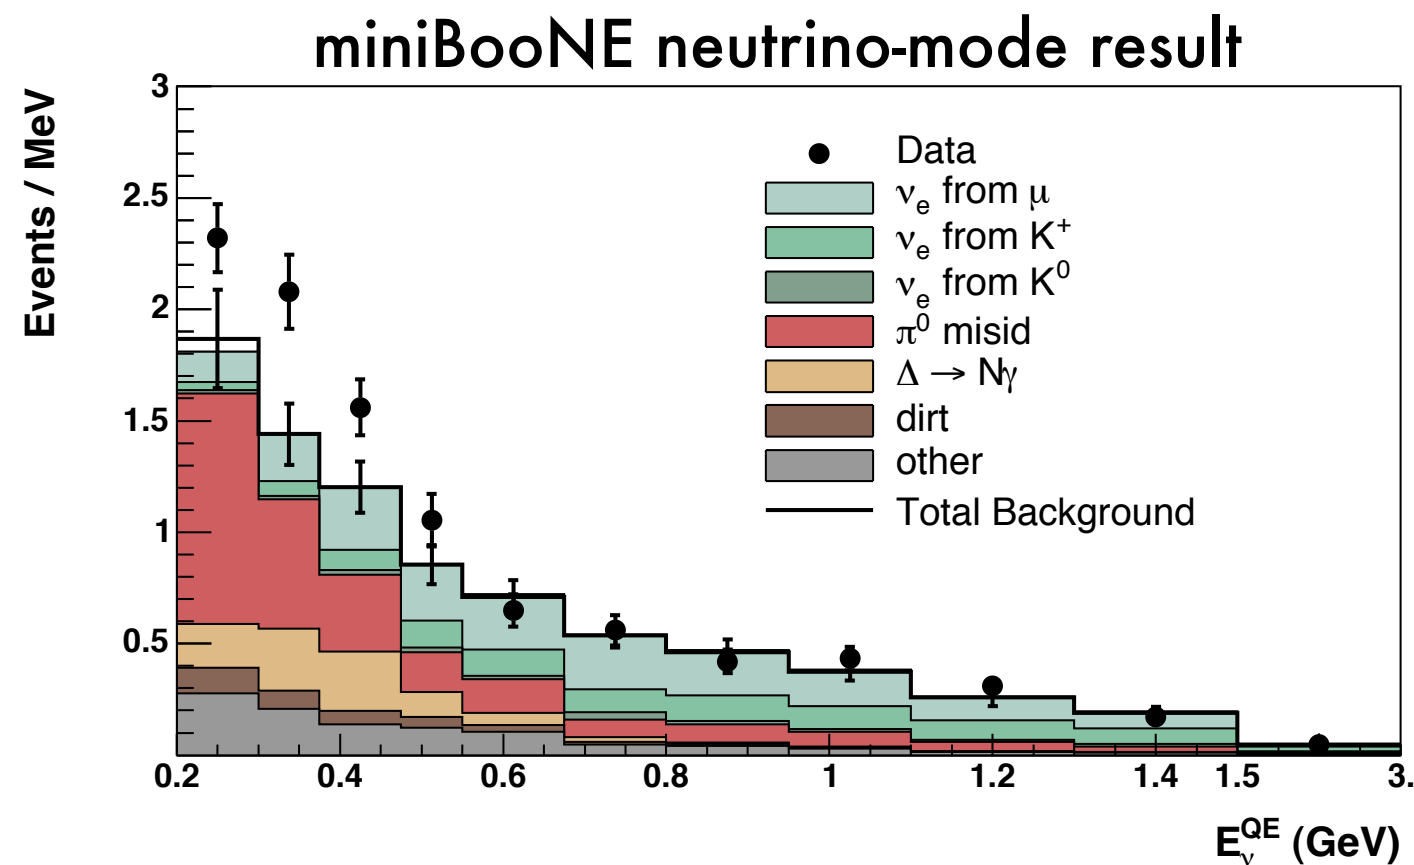 miniBooNE neutrino-mode result
Events / MeV
3
2.5
2
1.5
1
0.5
Data
νe from μ
νe from K+
νe from K0
π0 misid
Δ → Nγ
dirt
other
Total Background
0.2 0.4 0.6 0.8 1 1.2 1.4 1.5 3.
EνQE (GeV)